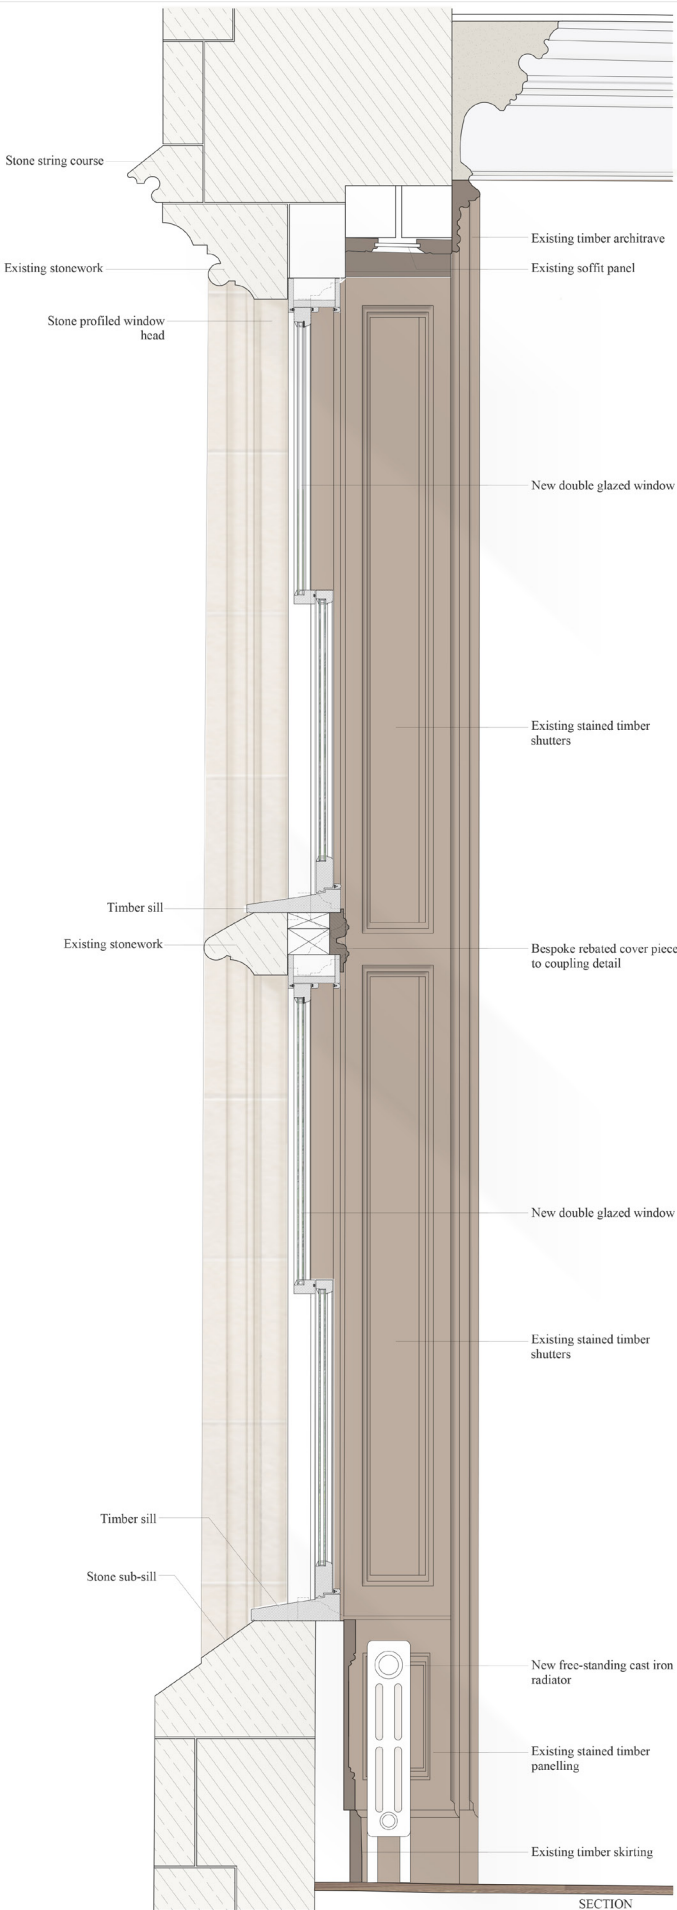 Stone string course
Existing timber architrave
Existing stonework
Existing soffit panel
Stone profiled window
head
New double glazed window
Existing stained timber
shutters
Timber sill
Existing stonework
Bespoke rebated cover piece
to coupling detail
New double glazed window
Existing stained timber
shutters
Timber sill
Stone sub-sill
New free-standing cast iron
radiator
Existing stained timber
panelling
Existing timber skirting
SECTION